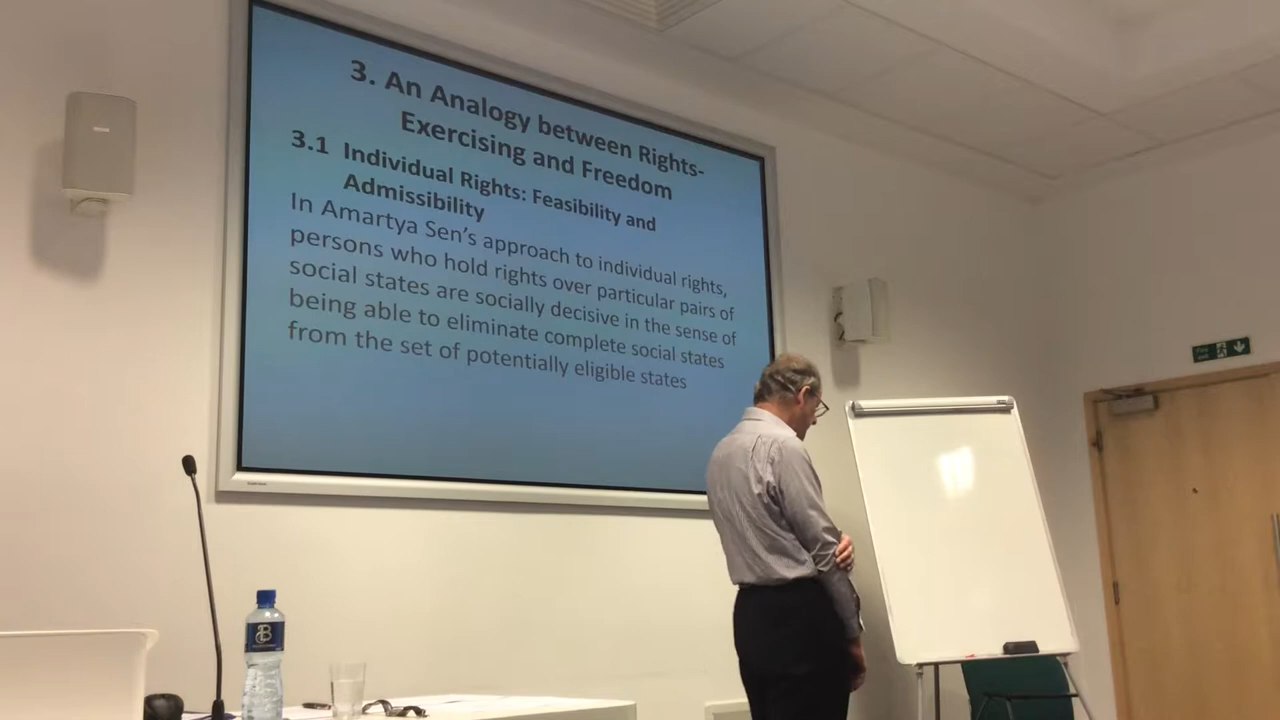 3. An Analogy between Rights-
Exercising and Freedom
3.1 Individual Rights: Feasibility and
Admissibility
In Amartya Sen's approach to individual rights,
persons who hold rights over particular pairs of
social states are socially decisive in the sense of
being able to eliminate complete social states
from the set of potentially eligible states
B